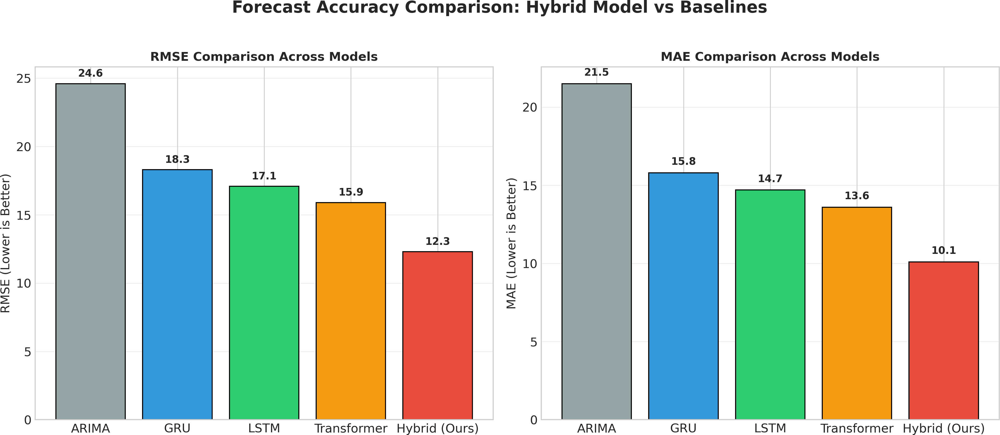 Forecast Accuracy Comparison: Hybrid Model vs Baselines
RMSE Comparison Across Models
RMSE (Lower is Better)
25
20
15
10
5
0
24.6
18.3
17.1
15.9
12.3
ARIMA
GRU
LSTM
Transformer
Hybrid (Ours)
MAE Comparison Across Models
MAE (Lower is Better)
20
15
10
5
0
21.5
15.8
14.7
13.6
10.1
ARIMA
GRU
LSTM
Transformer
Hybrid (Ours)